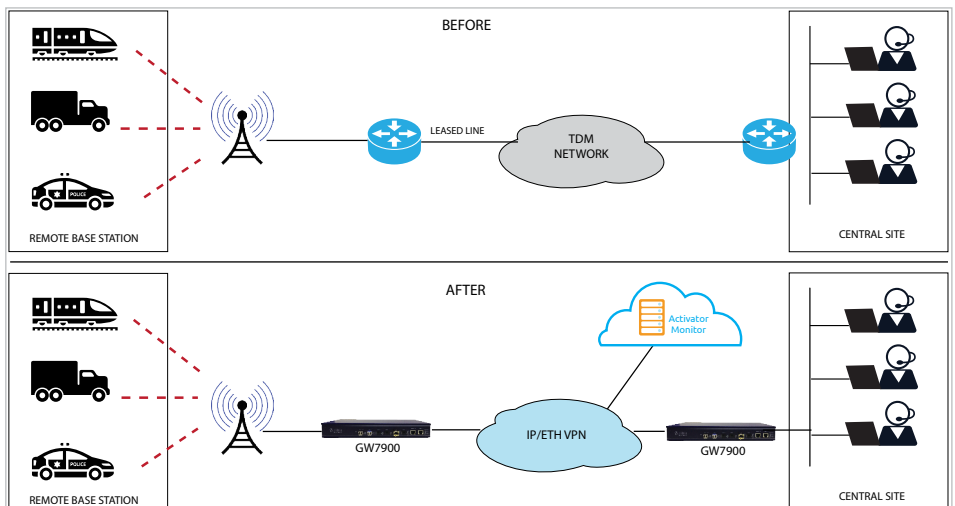 BEFORE
POLICE
REMOTE BASE STATION
LEASED LINE
TDM
NETWORK
CENTRAL SITE
AFTER
POLICE
REMOTE BASE STATION
GW7900
IP/ETH VPN
Activator
Monitor
GW7900
CENTRAL SITE